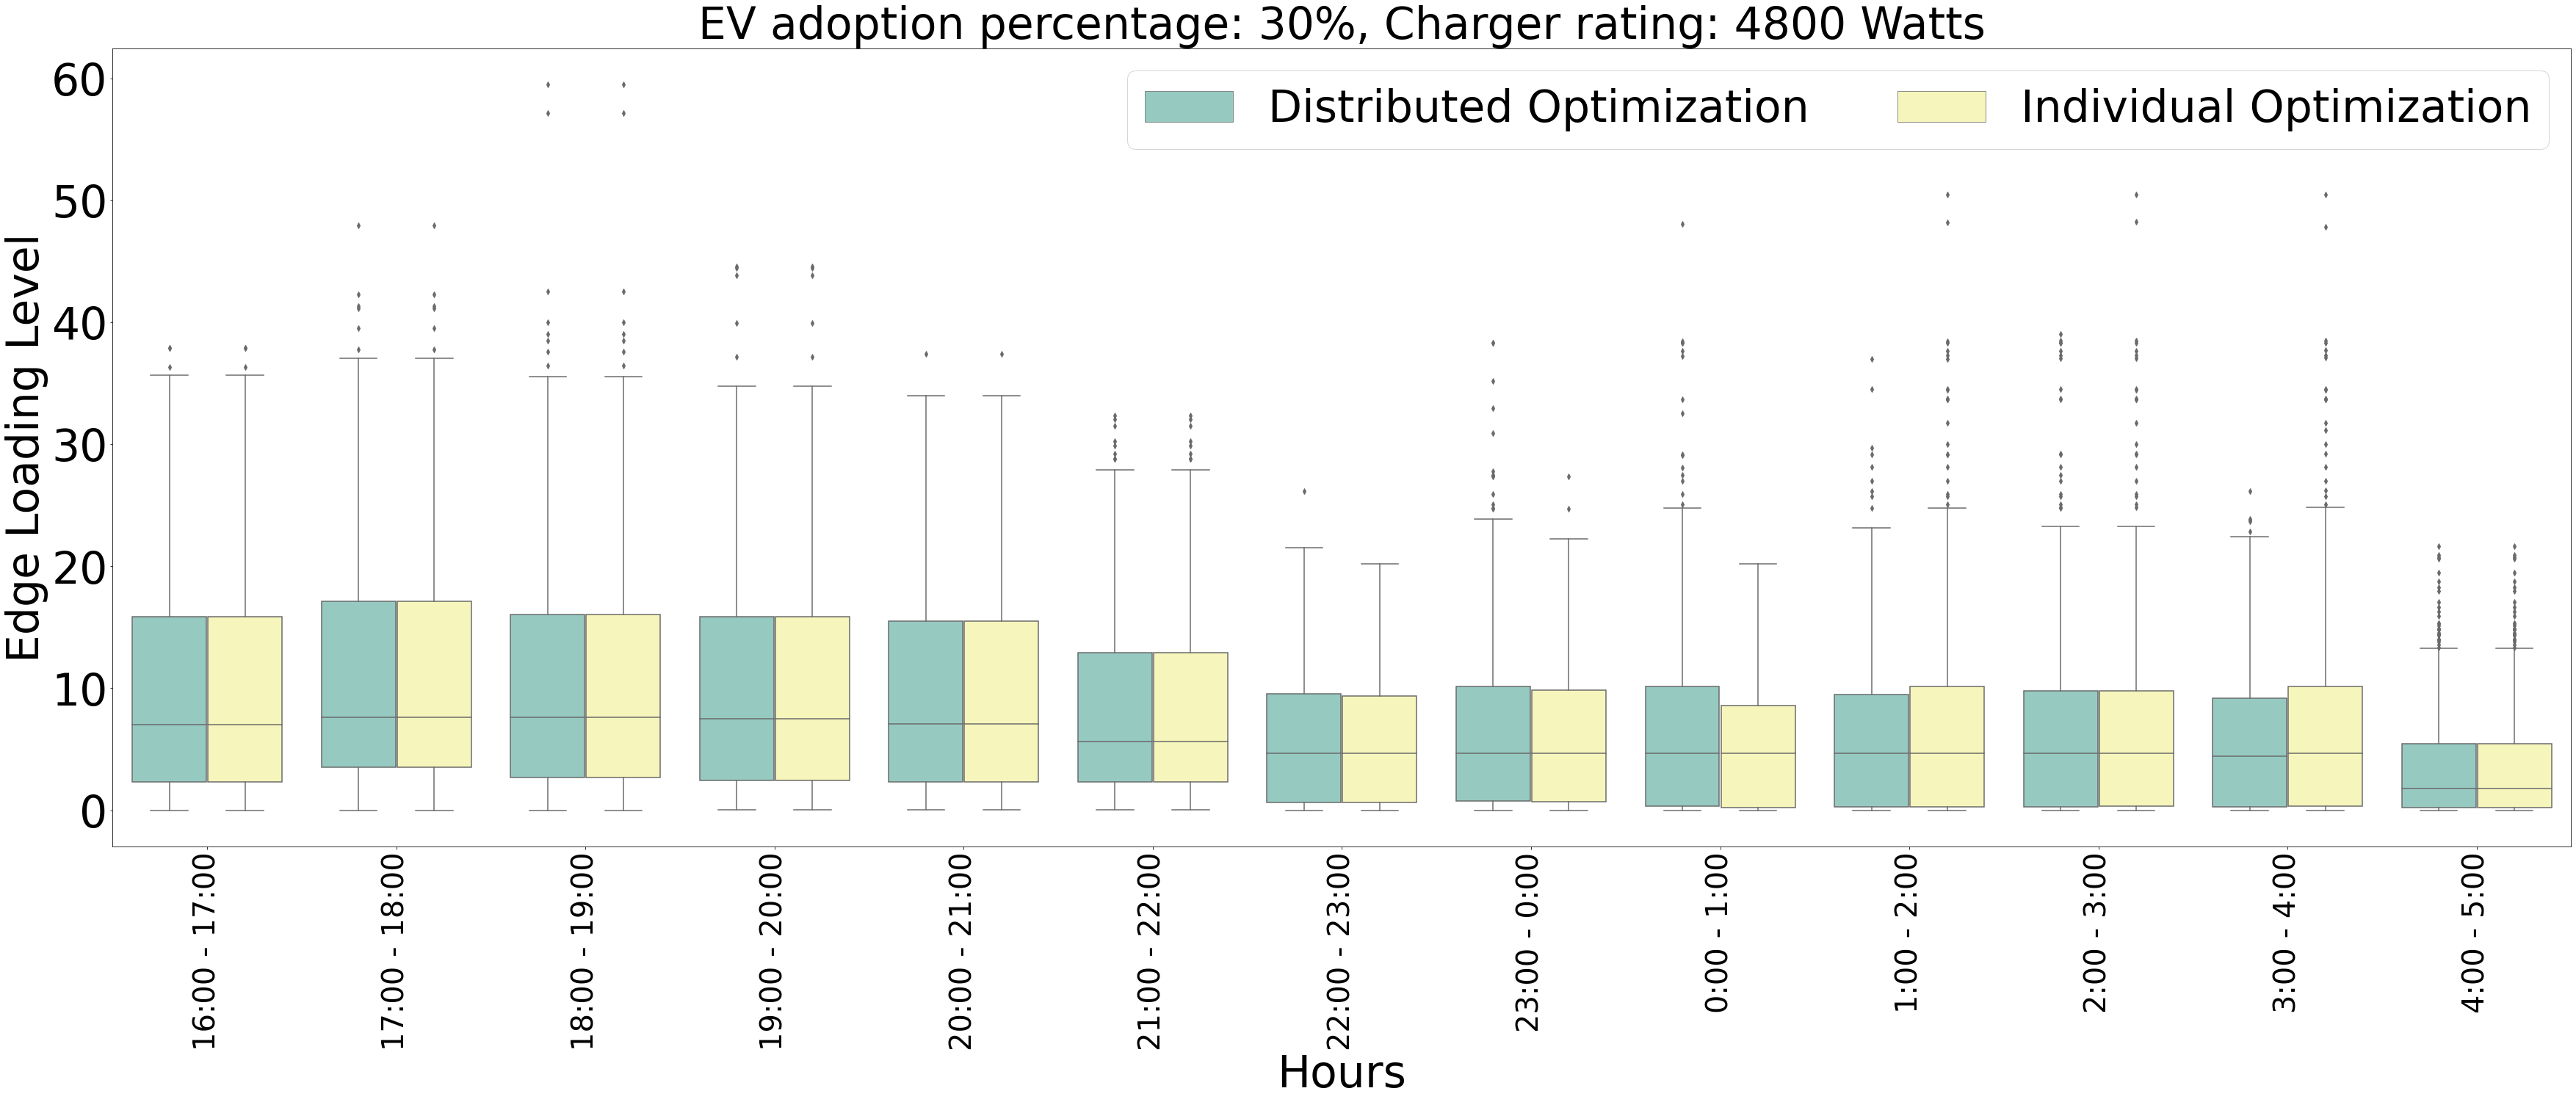 EV adoption percentage: 30%, Charger rating: 4800 Watts
Distributed Optimization
Individual Optimization
Edge Loading Level
60
50
40
30
20
10
0
16:00 - 17:00
17:00 - 18:00
18:00 - 19:00
19:00 - 20:00
20:00 - 21:00
21:00 - 22:00
22:00 - 23:00
23:00 - 0:00
0:00 - 1:00
1:00 - 2:00
2:00 - 3:00
3:00 - 4:00
4:00 - 5:00
Hours